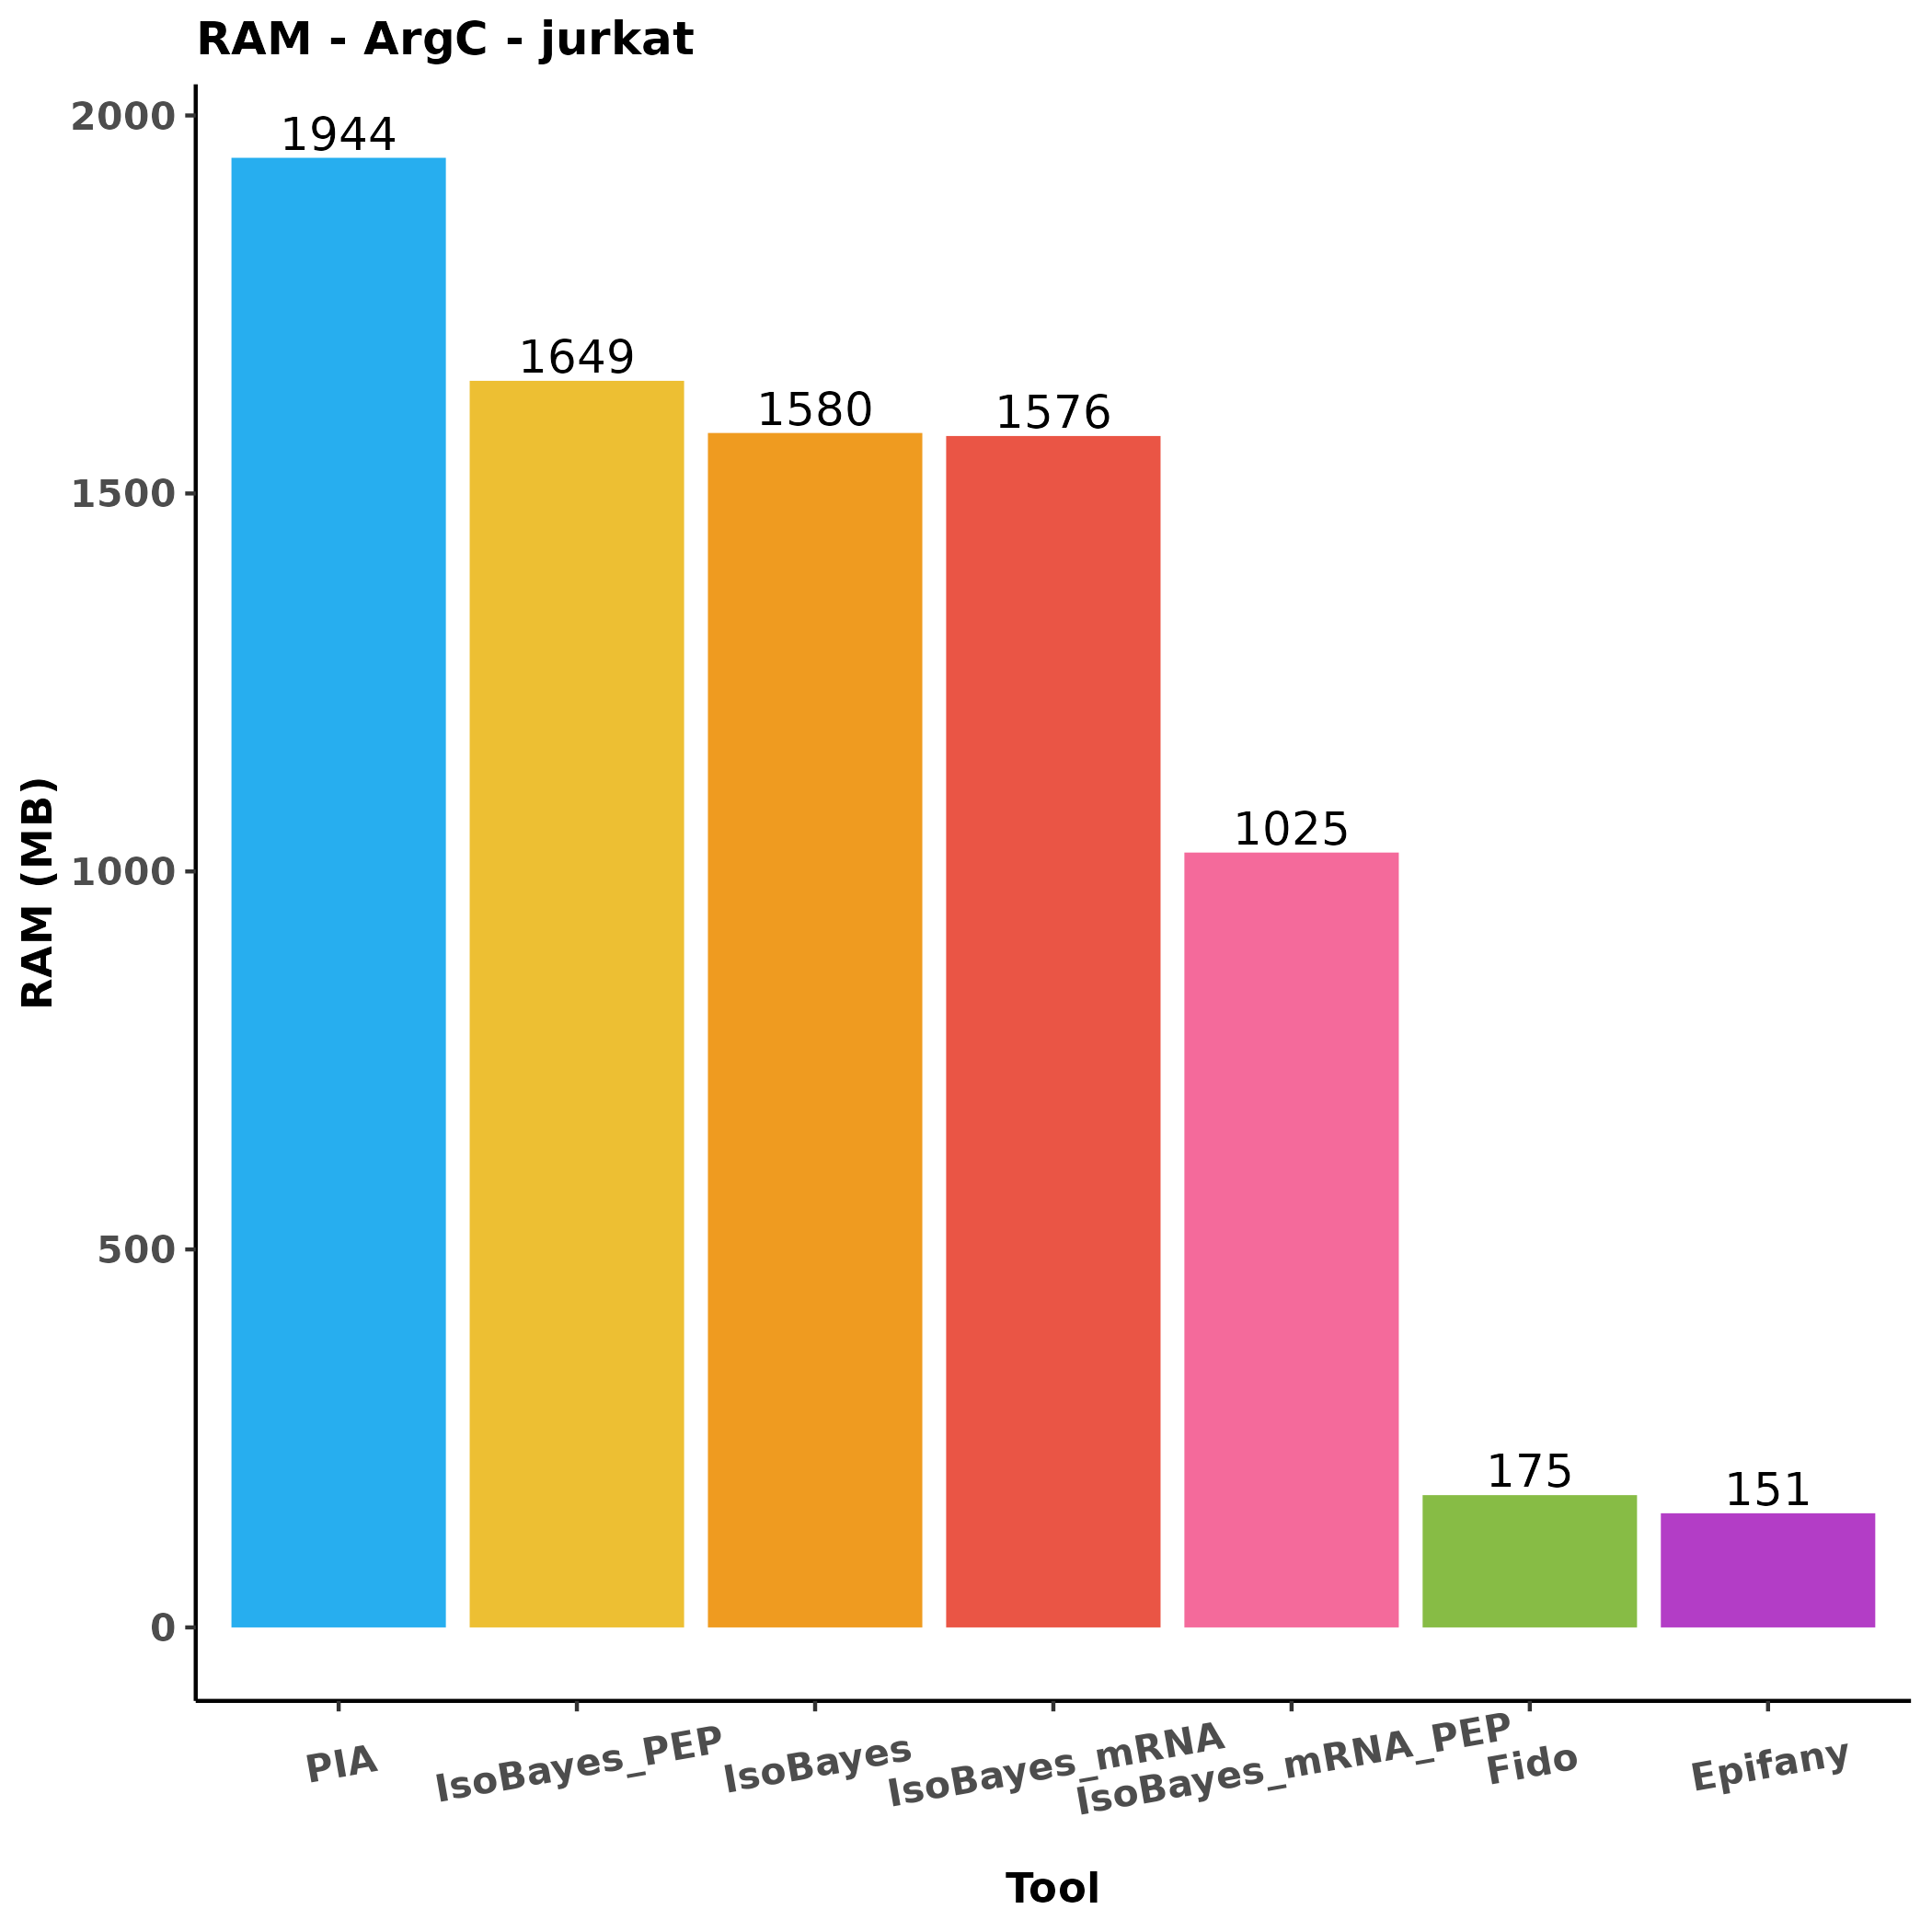 RAM - ArgC - jurkat
2000
1500
1000
500
0
RAM (MB)
1944
1649
1580
1576
1025
175
151
PIA
IsoBayes_PEP
IsoBayes
IsoBayes_mRNA
IsoBayes_mRNA_PEP
Fido
Epifany
Tool